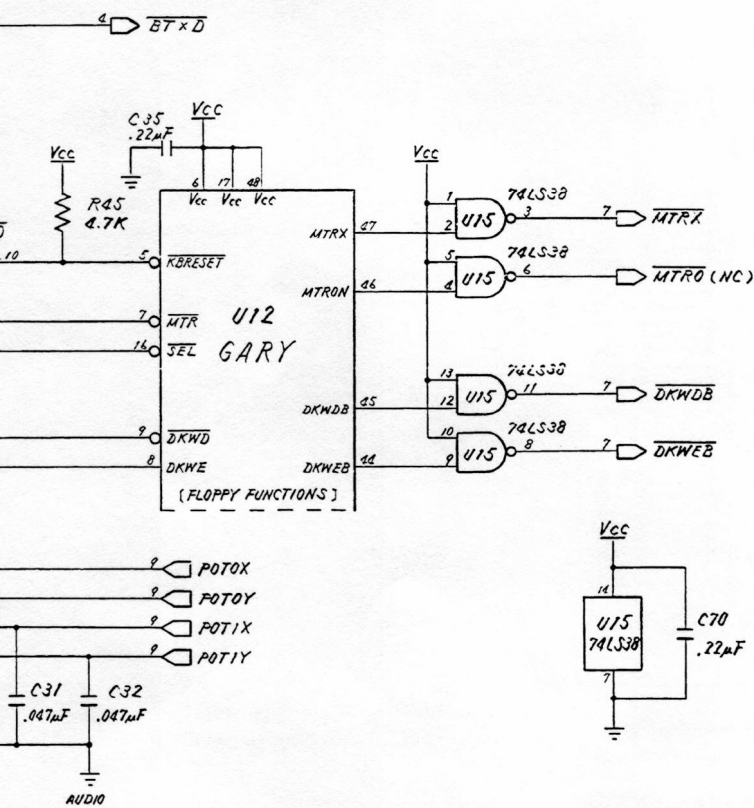 4 BTXD
C35
.22µF
Vcc
Vcc
R45
4.7K
6 17 48
Vcc Vcc Vcc
10
5 KBRESET
7 MTR
16 SEL
9 DKWD
8 DKWE
U12
GARY
MTRX 47
MTRON 46
DKWDB 45
DKWEB 44
[FLOPPY FUNCTIONS]
Vcc
74LS38
1 2 U15 3 7 MTRX
74LS38
5 4 U15 6 MTRO (NC)
74LS38
13 12 U15 11 7 DKWDB
74LS38
10 9 U15 8 7 DKWEB
9 POT0X
9 POT0Y
9 POT1X
9 POT1Y
C31
.047µF
C32
.047µF
AUDIO
Vcc
14
U15
74LS38
7
C70
.22µF